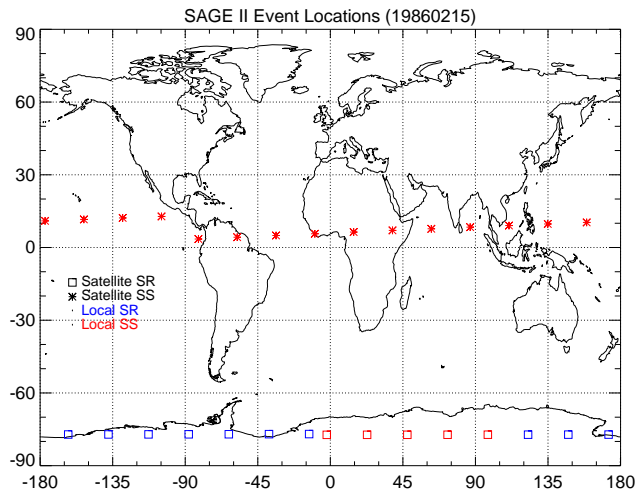 SAGE II Event Locations (19860215)
90
60
30
0
-30
-60
-90
Satellite SR
Satellite SS
Local SR
Local SS
-180 -135 -90 -45 0 45 90 135 180